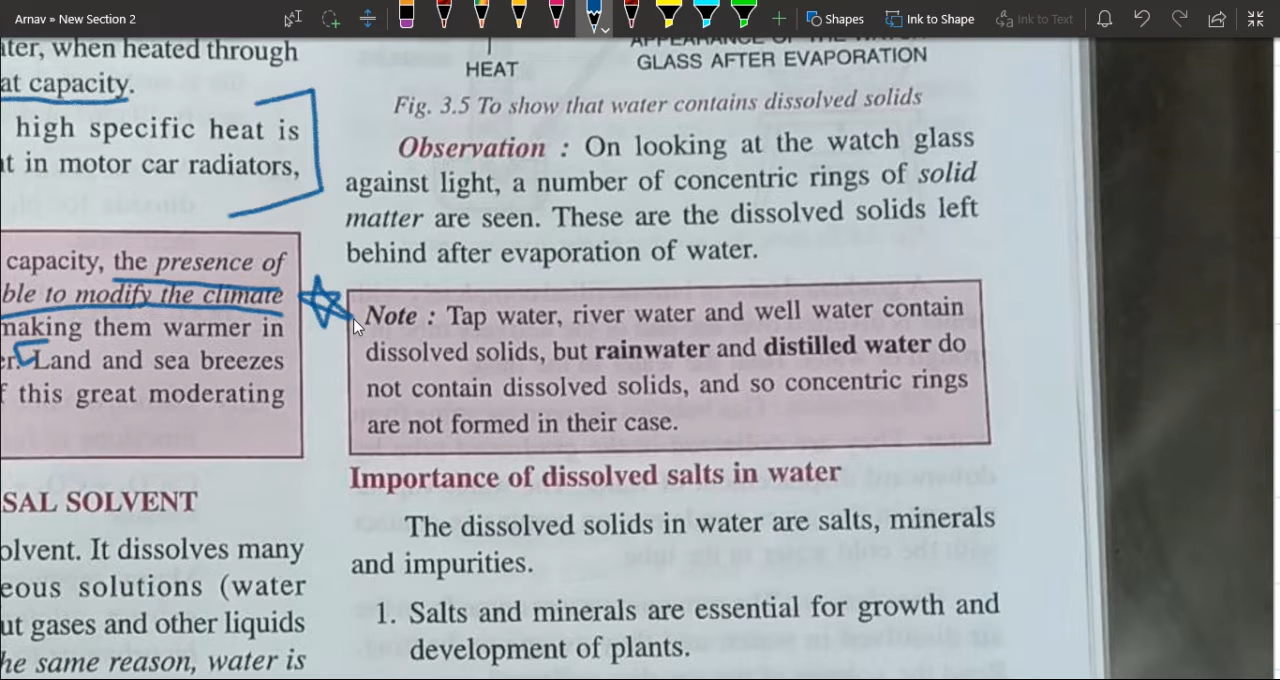 Arnav » New Section 2
Shapes
Ink to Shape
Ink to Text
ter, when heated through
at capacity.
high specific heat is
t in motor car radiators,
capacity, the presence of
ble to modify the climate
making them warmer in
er. Land and sea breezes
f this great moderating
SAL SOLVENT
olvent. It dissolves many
eous solutions (water
ut gases and other liquids
he same reason, water is
HEAT
APPEARANCE OF THE WATCH
GLASS AFTER EVAPORATION
Fig. 3.5 To show that water contains dissolved solids
Observation : On looking at the watch glass
against light, a number of concentric rings of solid
matter are seen. These are the dissolved solids left
behind after evaporation of water.
Note : Tap water, river water and well water contain
dissolved solids, but rainwater and distilled water do
not contain dissolved solids, and so concentric rings
are not formed in their case.
Importance of dissolved salts in water
The dissolved solids in water are salts, minerals
and impurities.
1. Salts and minerals are essential for growth and
development of plants.